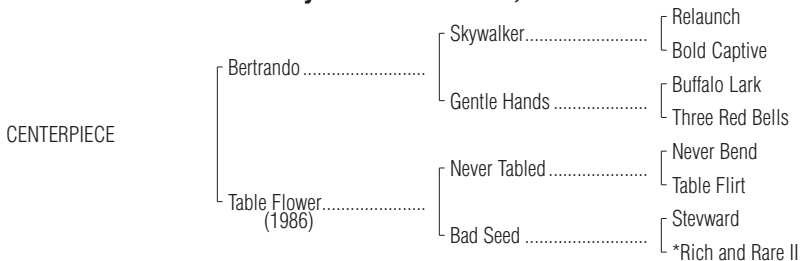 Relaunch
Skywalker
Bold Captive
Bertrando
Buffalo Lark
Gentle Hands
Three Red Bells
CENTERPIECE
Never Bend
Never Tabled
Table Flirt
Table Flower
(1986)
Stevward
Bad Seed
*Rich and Rare II